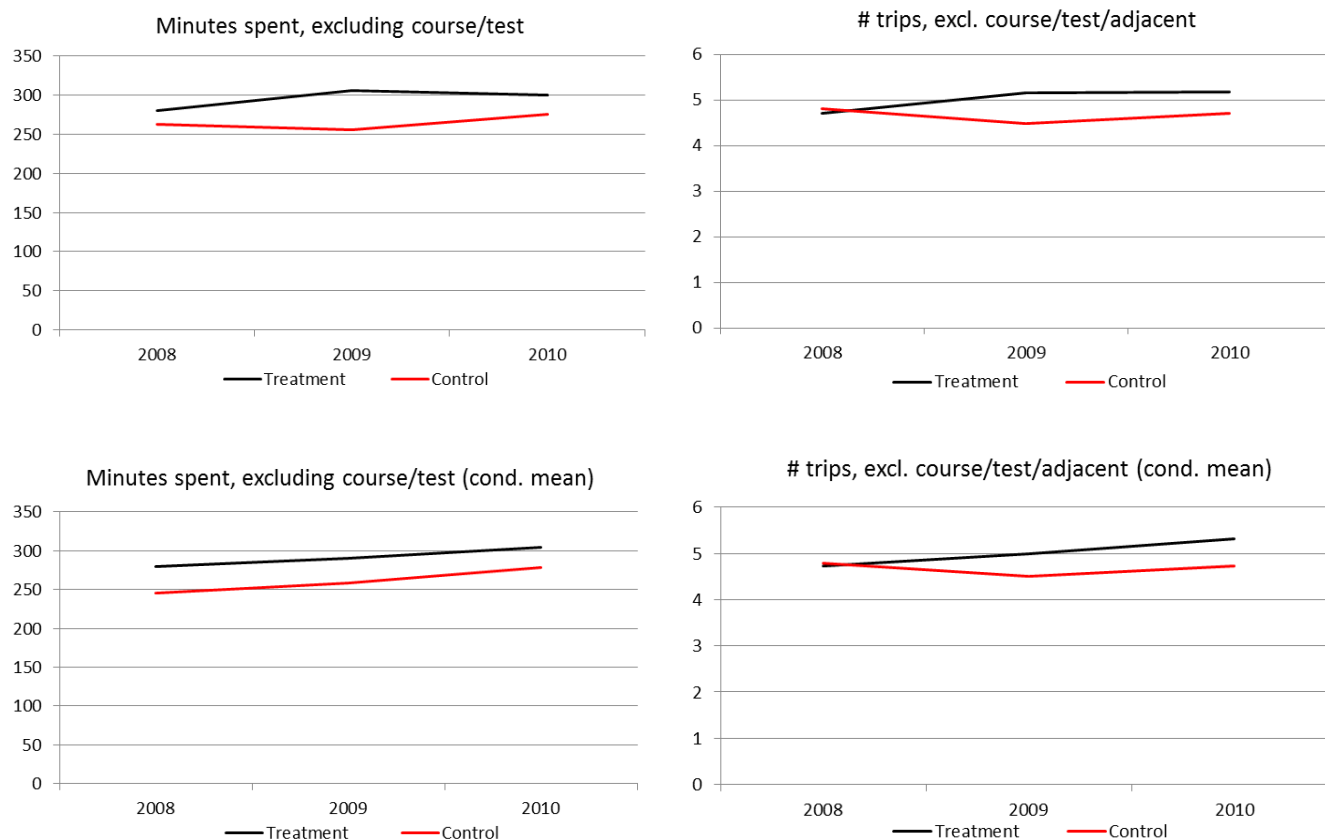 Minutes spent, excluding course/test
350
300
250
200
150
100
50
0
2008 2009 2010
Treatment Control
# trips, excl. course/test/adjacent
6
5
4
3
2
1
0
2008 2009 2010
Treatment Control
Minutes spent, excluding course/test (cond. mean)
350
300
250
200
150
100
50
0
2008 2009 2010
Treatment Control
# trips, excl. course/test/adjacent (cond. mean)
6
5
4
3
2
1
0
2008 2009 2010
Treatment Control